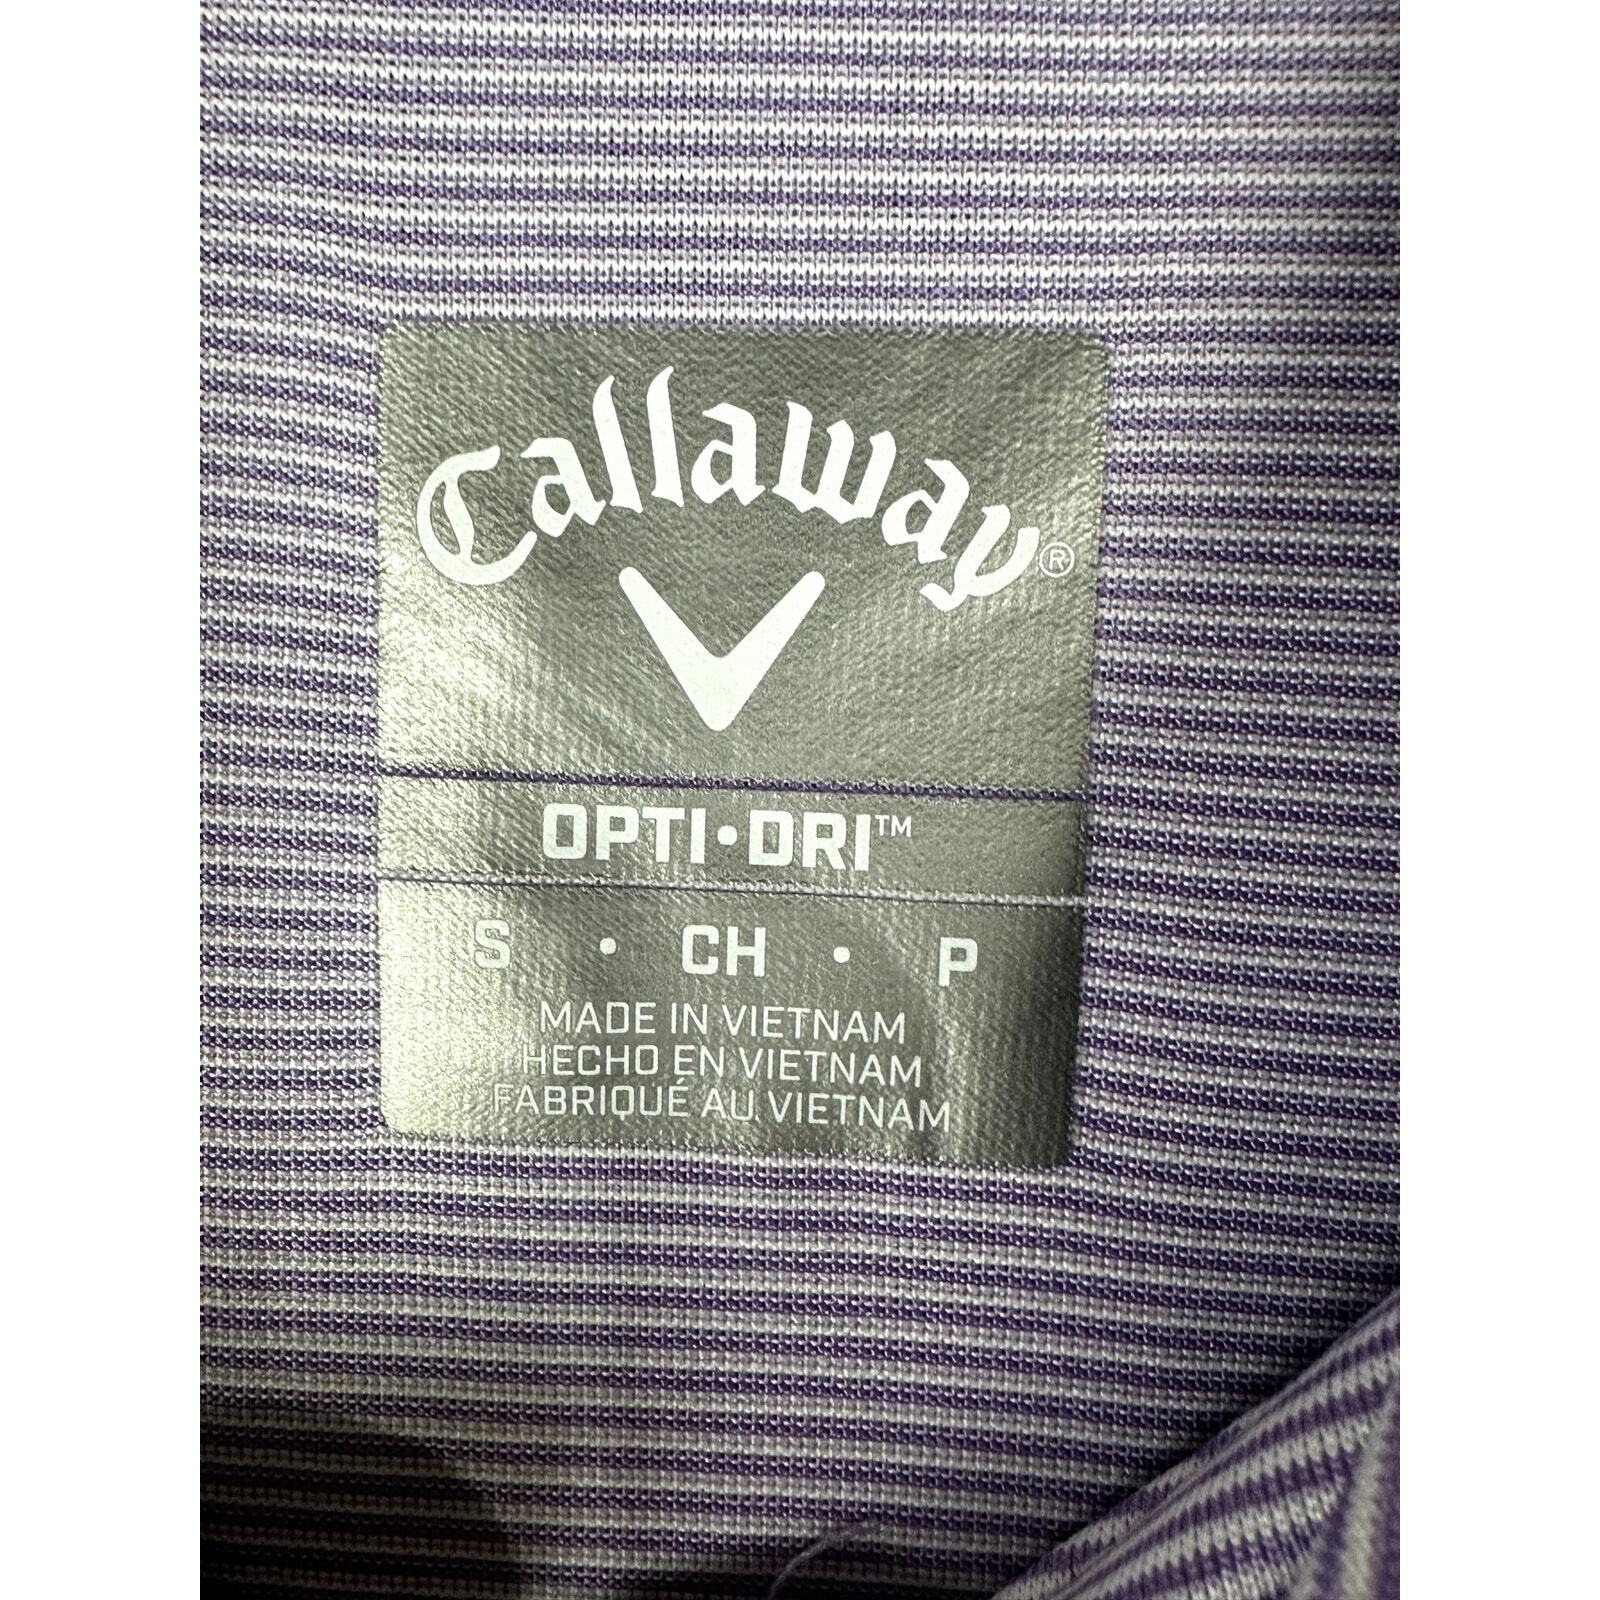 Callaway®
OPTI•DRI™
S • CH • P
MADE IN VIETNAM
HECHO EN VIETNAM
FABRIQUÉ AU VIETNAM